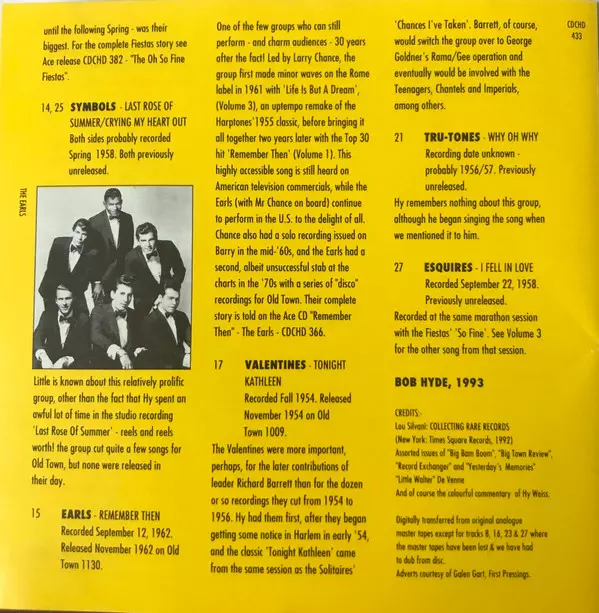 until the following Spring - was their
biggest. For the complete Fiestas story see
Ace release CDCHD 382 - "The Oh So Fine
Fiestas".
14, 25 SYMBOLS - LAST ROSE OF
SUMMER/CRYING MY HEART OUT
Both sides probably recorded
Spring 1958. Both previously
unreleased.
THE EARLS
Little is known about this relatively prolific
group, other than the fact that Hy spent an
awful lot of time in the studio recording
'Last Rose Of Summer' - reels and reels
worth! the group cut quite a few songs for
Old Town, but none were released in
their day.
15 EARLS - REMEMBER THEN
Recorded September 12, 1962.
Released November 1962 on Old
Town 1130.
One of the few groups who can still
perform - and charm audiences - 30 years
after the fact! Led by Larry Chance, the
group first made minor waves on the Rome
label in 1961 with 'Life Is But A Dream',
(Volume 3), an uptempo remake of the
Harptones'1955 classic, before bringing it
all together two years later with the Top 30
hit 'Remember Then' (Volume 1). This
highly accessible song is still heard on
American television commercials, while the
Earls (with Mr Chance on board) continue
to perform in the U.S. to the delight of all.
Chance also had a solo recording issued on
Barry in the mid-'60s, and the Earls had a
second, albeit unsuccessful stab at the
charts in the '70s with a series of "disco"
recordings for Old Town. Their complete
story is told on the Ace CD "Remember
Then" - The Earls - CDCHD 366.
17 VALENTINES - TONIGHT
KATHLEEN
Recorded Fall 1954. Released
November 1954 on Old
Town 1009.
The Valentines were more important,
perhaps, for the later contributions of
leader Richard Barrett than for the dozen
or so recordings they cut from 1954 to
1956. Hy had them first, after they began
getting some notice in Harlem in early '54,
and the classic 'Tonight Kathleen' came
from the same session as the Solitaires'
'Chances I've Taken'. Barrett, of course,
would switch the group over to George
Goldner's Rama/Gee operation and
eventually would be involved with the
Teenagers, Chantels and Imperials,
among others.
21 TRU-TONES - WHY OH WHY
Recording date unknown -
probably 1956/57. Previously
unreleased.
Hy remembers nothing about this group,
although he began singing the song when
we mentioned it to him.
27 ESQUIRES - I FELL IN LOVE
Recorded September 22, 1958.
Previously unreleased.
Recorded at the same marathon session
with the Fiestas' 'So Fine'. See Volume 3
for the other song from that session.
BOB HYDE, 1993
CREDITS:-
Lou Silvani: COLLECTING RARE RECORDS
(New York: Times Square Records, 1992)
Assorted issues of "Big Bam Boom", "Big Town Review",
"Record Exchanger" and "Yesterday's Memories"
"Little Walter" De Venne
And of course the colourful commentary of Hy Weiss.
Digitally transferred from original analogue
master tapes except for tracks 8, 16, 23 & 27 where
the master tapes have been lost & we have had
to dub from disc.
Adverts courtesy of Galen Gart, First Pressings.
CDCHD
433